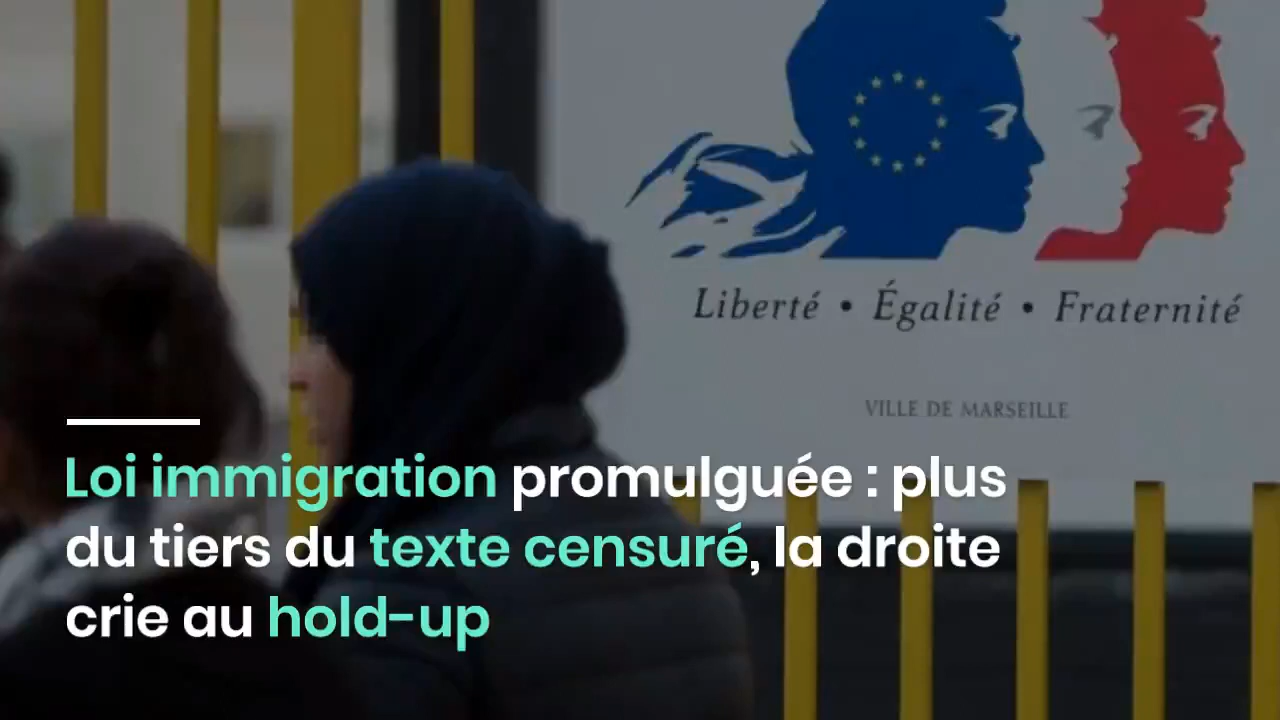 Liberté • Égalité • Fraternité
VILLE DE MARSEILLE
Loi immigration promulguée : plus
du tiers du texte censuré, la droite
crie au hold-up